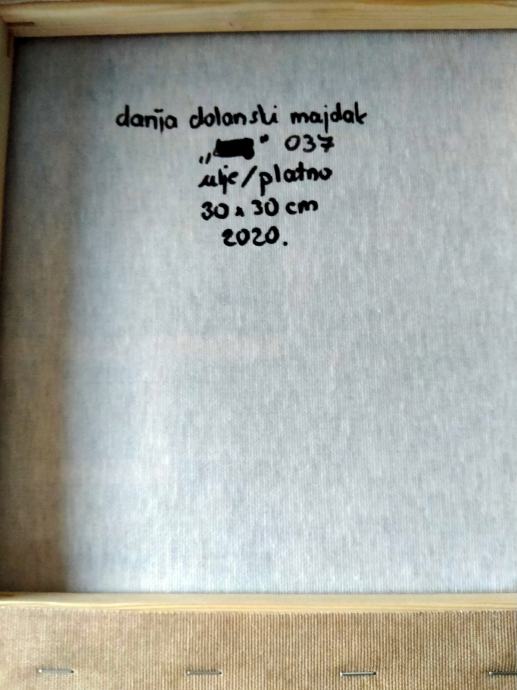 danja dolanski majdak
„ " 037
ulje/platno
30 x 30 cm
2020.